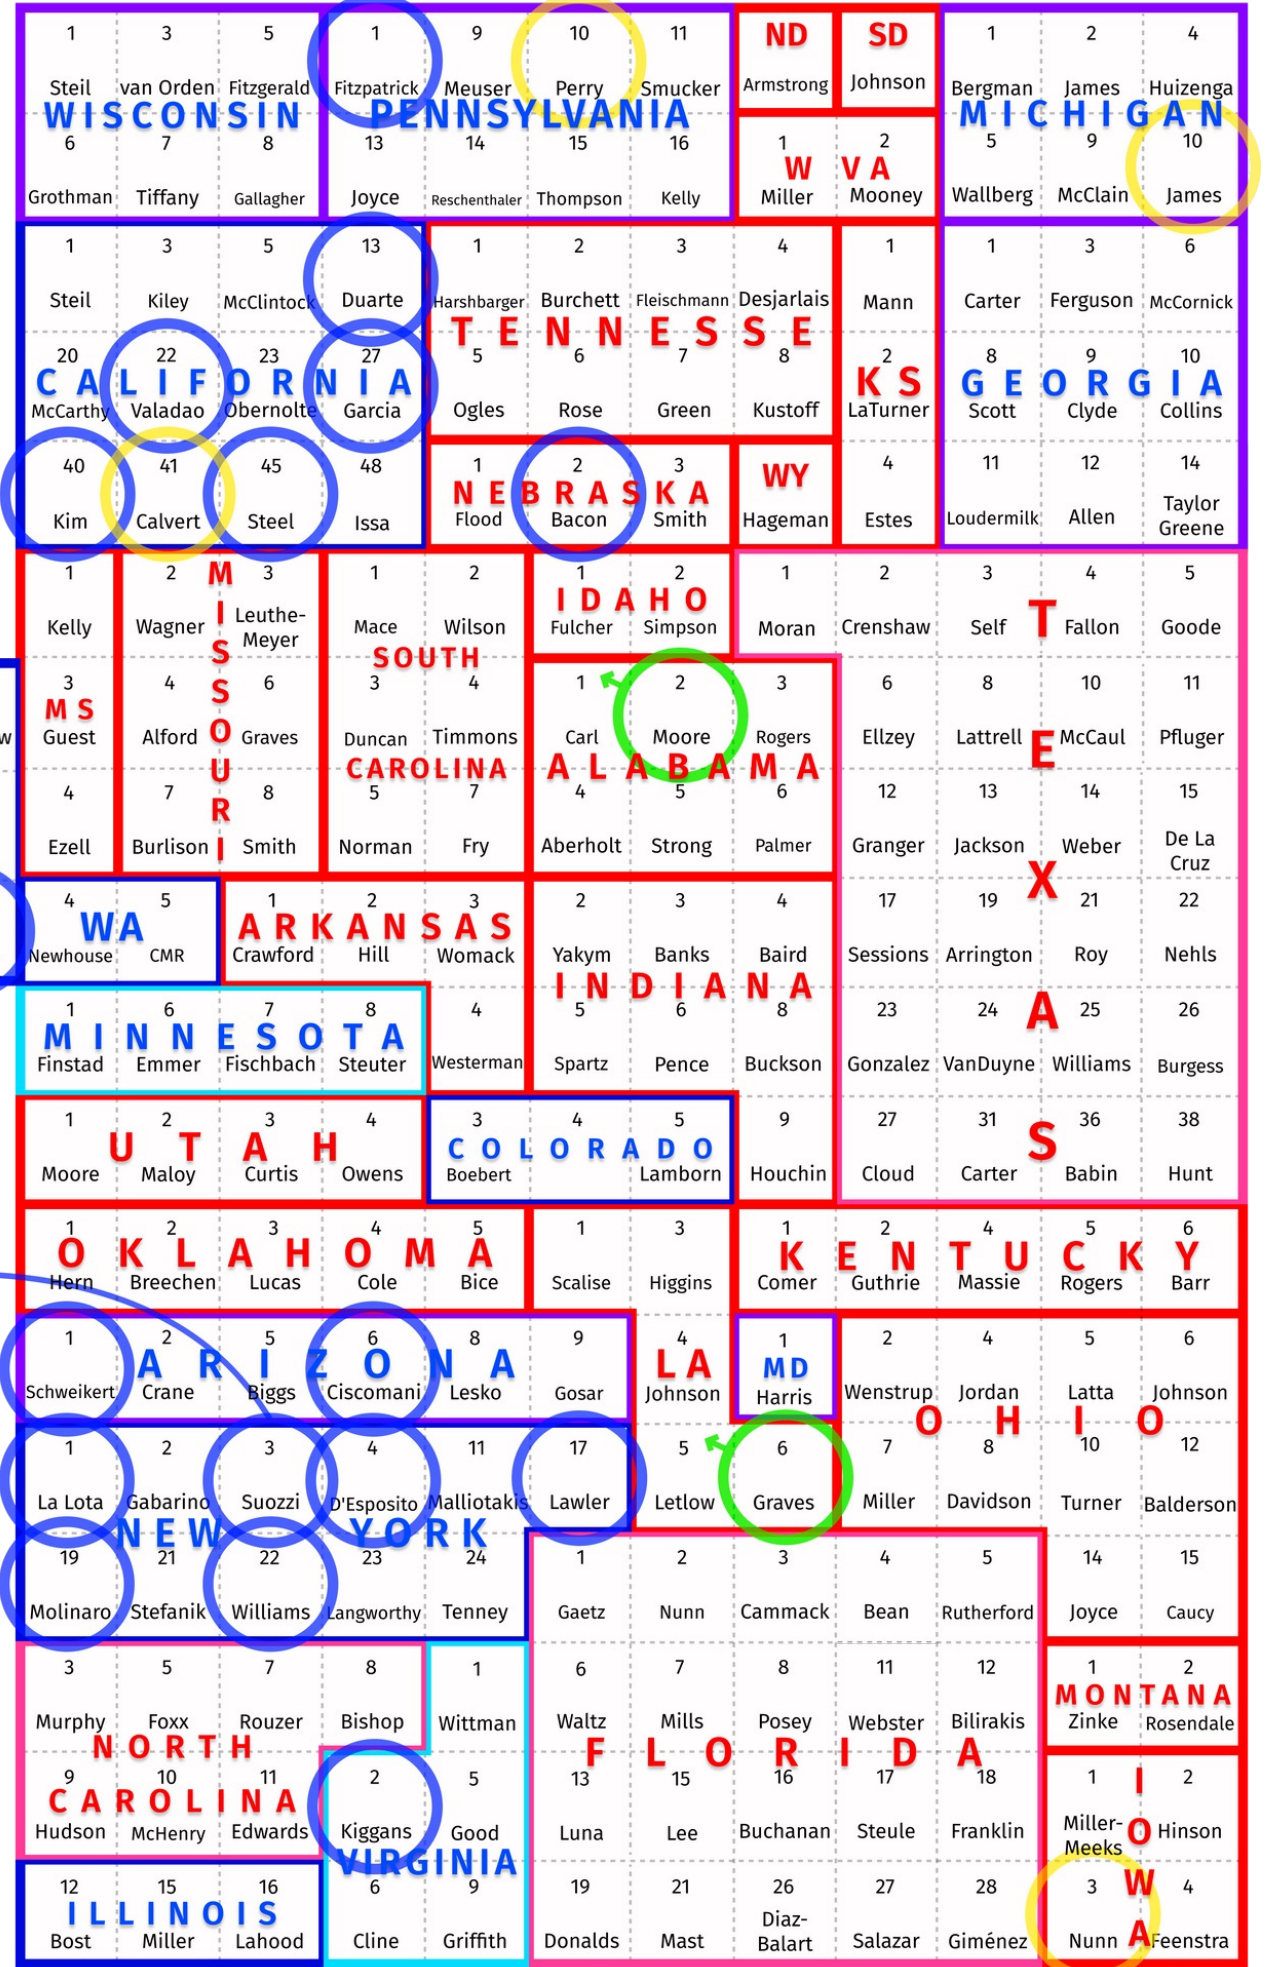 1 3 5 1 9 10 11 ND SD 1 2 4
Steil van Orden Fitzgerald Fitzpatrick Meuser Perry Smucker Armstrong Johnson Bergman James Huizenga
WISCONSIN PENNSYLVANIA MICHIGAN
6 7 8 13 14 15 16 1 2 5 9 10
W VA
Grothman Tiffany Gallagher Joyce Reschenthaler Thompson Kelly Miller Mooney Wallberg McClain James
1 3 5 13 1 2 3 4 1 1 3 6
Steil Kiley McClintock Duarte Harshbarger Burchett Fleischmann Desjarlais Mann Carter Ferguson McCornick
TENNESSE
20 22 23 27 5 6 7 8 2 8 9 10
CALIFORNIA KS GEORGIA
McCarthy Valadao Obernolte Garcia Ogles Rose Green Kustoff LaTurner Scott Clyde Collins
40 41 45 48 1 2 3 WY 4 11 12 14
NEBRASKA
Kim Calvert Steel Issa Flood Bacon Smith Hageman Estes Loudermilk Allen Taylor Greene
1 2 3 1 2 1 2 1 2 3 4 5
MISSOURI IDAHO TEXAS
Kelly Wagner Leuthe-Meyer Mace Wilson Fulcher Simpson Moran Crenshaw Self Fallon Goode
SOUTH
3 4 6 3 4 1 2 3 6 8 10 11
MS
w Guest Alford Graves Duncan Timmons Carl Moore Rogers Ellzey Lattrell McCaul Pfluger
CAROLINA ALABAMA
4 7 8 5 7 4 5 6 12 13 14 15
Ezell Burlison Smith Norman Fry Aberholt Strong Palmer Granger Jackson Weber De La Cruz
4 5 1 2 3 2 3 4 17 19 21 22
WA ARKANSAS
Newhouse CMR Crawford Hill Womack Yakym Banks Baird Sessions Arrington Roy Nehls
INDIANA
1 6 7 8 4 5 6 8 23 24 25 26
MINNESOTA
Finstad Emmer Fischbach Steuter Westerman Spartz Pence Buckson Gonzalez VanDuyne Williams Burgess
1 2 3 4 3 4 5 9 27 31 36 38
UTAH COLORADO
Moore Maloy Curtis Owens Boebert Lamborn Houchin Cloud Carter Babin Hunt
1 2 3 4 5 1 3 1 2 4 5 6
OKLAHOMA KENTUCKY
Hern Breechen Lucas Cole Bice Scalise Higgins Comer Guthrie Massie Rogers Barr
1 2 5 6 8 9 4 1 2 4 5 6
ARIZONA LA MD
Schweikert Crane Biggs Ciscomani Lesko Gosar Johnson Harris Wenstrup Jordan Latta Johnson
OHIO
1 2 3 4 11 17 5 6 7 8 10 12
La Lota Gabarino Suozzi D'Esposito Malliotakis Lawler Letlow Graves Miller Davidson Turner Balderson
NEW YORK
19 21 22 23 24 1 2 3 4 5 14 15
Molinaro Stefanik Williams Langworthy Tenney Gaetz Nunn Cammack Bean Rutherford Joyce Caucy
3 5 7 8 1 6 7 8 11 12 1 2
MONTANA
Murphy Foxx Rouzer Bishop Wittman Waltz Mills Posey Webster Bilirakis Zinke Rosendale
NORTH FLORIDA
9 10 11 2 5 13 15 16 17 18 1 2
CAROLINA IOWA
Hudson McHenry Edwards Kiggans Good Luna Lee Buchanan Steule Franklin Miller-Meeks Hinson
VIRGINIA
12 15 16 6 9 19 21 26 27 28 3 4
ILLINOIS
Bost Miller Lahood Cline Griffith Donalds Mast Diaz-Balart Salazar Giménez Nunn Feenstra